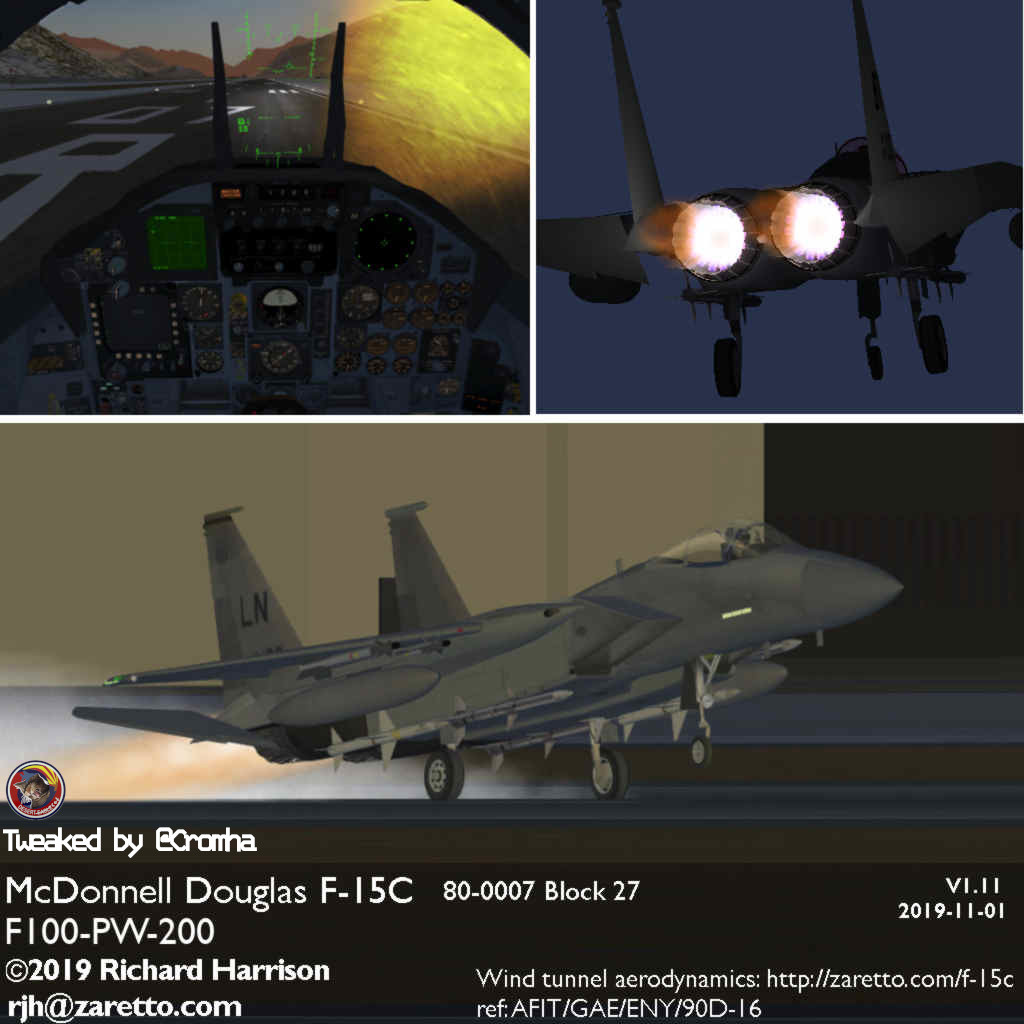 LN
Tweaked by @Cromha
McDonnell Douglas F-15C 80-0007 Block 27 V1.11
F100-PW-200 2019-11-01
©2019 Richard Harrison
rjh@zaretto.com
Wind tunnel aerodynamics: http://zaretto.com/f-15c
ref: AFIT/GAE/ENY/90D-16